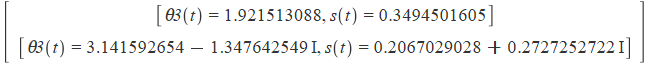 [θ3(t) = 1.921513088, s(t) = 0.3494501605]
[θ3(t) = 3.141592654 − 1.347642549 I, s(t) = 0.2067029028 + 0.2727252722 I]